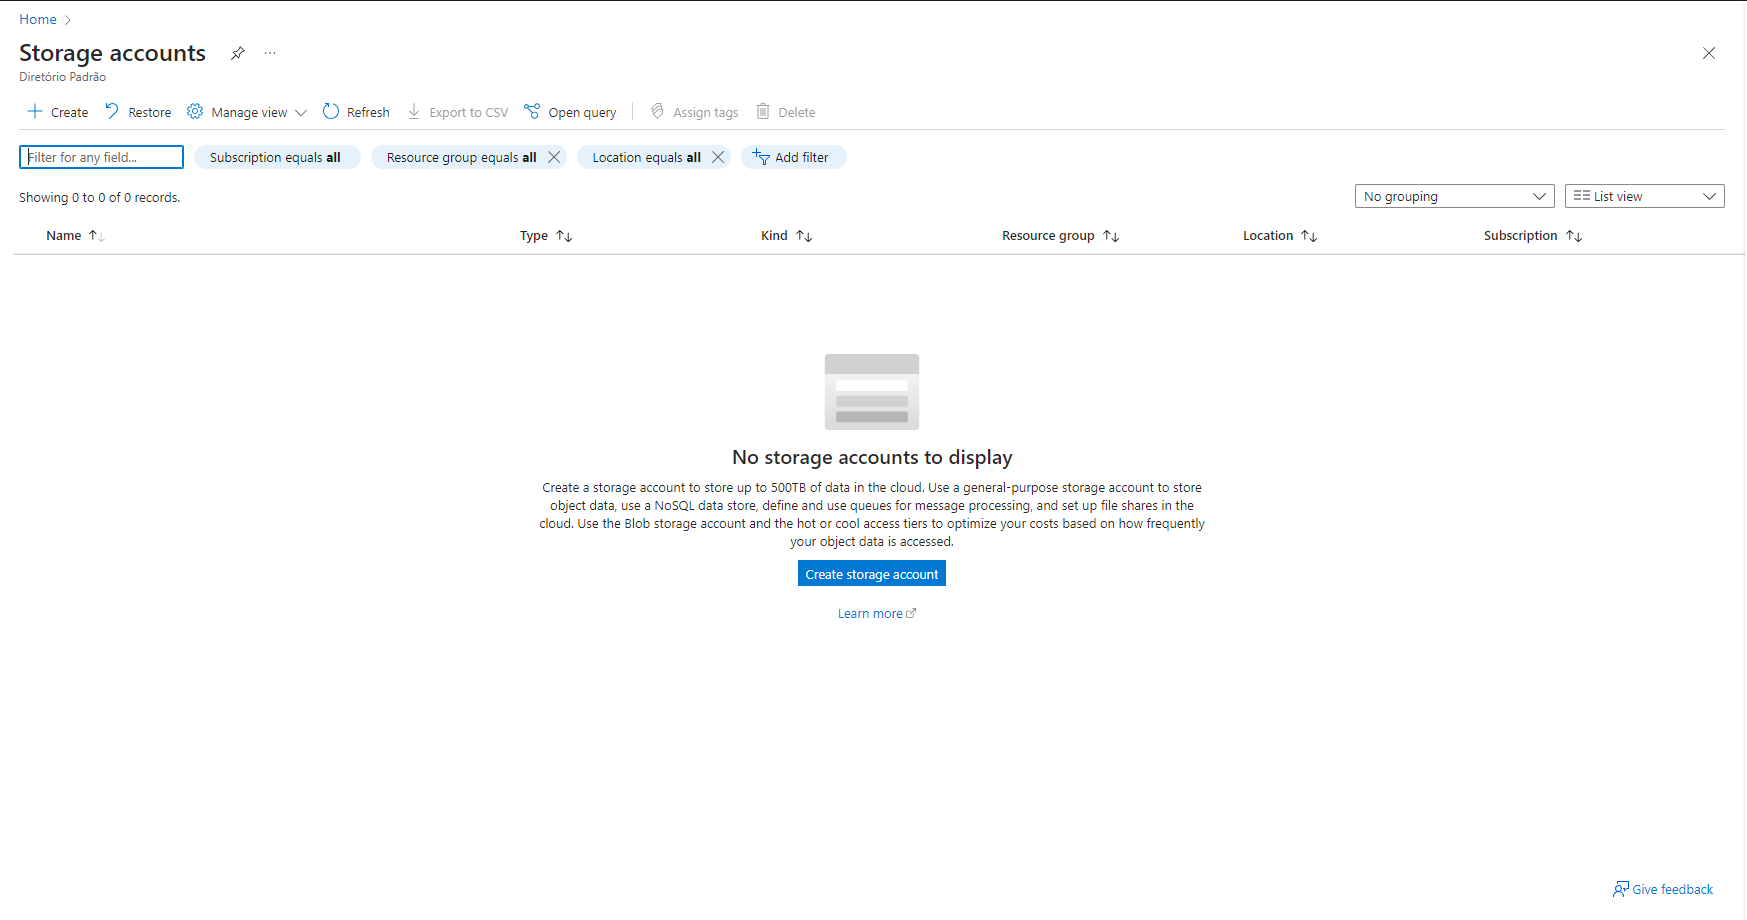 Home
Storage accounts
Diretório Padrão
Create Restore Manage view Refresh Export to CSV Open query Assign tags Delete
Filter for any field... Subscription equals all Resource group equals all Location equals all Add filter
Showing 0 to 0 of 0 records. No grouping List view
Name Type Kind Resource group Location Subscription
No storage accounts to display
Create a storage account to store up to 500TB of data in the cloud. Use a general-purpose storage account to store
object data, use a NoSQL data store, define and use queues for message processing, and set up file shares in the
cloud. Use the Blob storage account and the hot or cool access tiers to optimize your costs based on how frequently
your object data is accessed.
Create storage account
Learn more
Give feedback